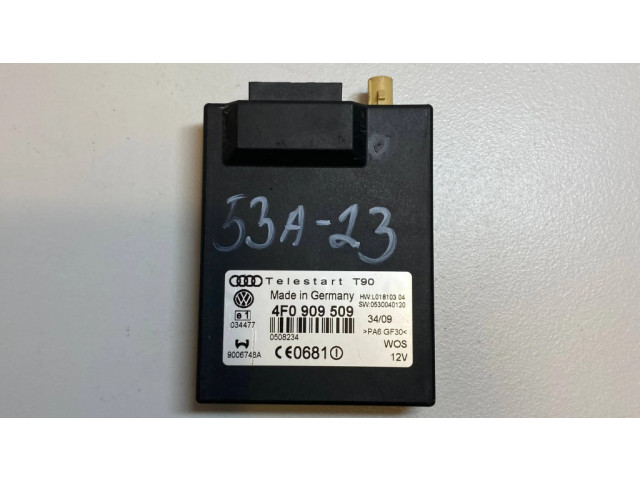 53A-23
Telestart T90
Made in Germany
HW:L018103 04
SW:0530040120
4F0 909 509
e1
034477
34/09
0508234
>PA6 GF30<
WOS
9006748A
CE0681
12V